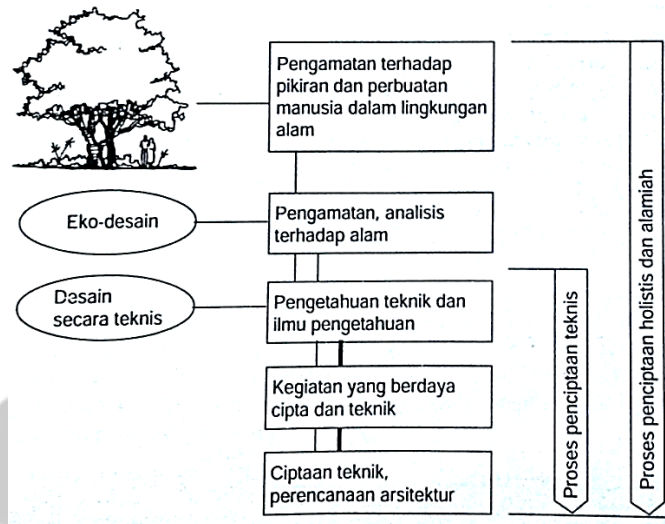 Pengamatan terhadap
pikiran dan perbuatan
manusia dalam lingkungan
alam
Eko-desain
Pengamatan, analisis
terhadap alam
Desain
secara teknis
Pengetahuan teknik dan
ilmu pengetahuan
Kegiatan yang berdaya
cipta dan teknik
Ciptaan teknik,
perencanaan arsitektur
Proses penciptaan teknis
Proses penciptaan holistis dan alamiah